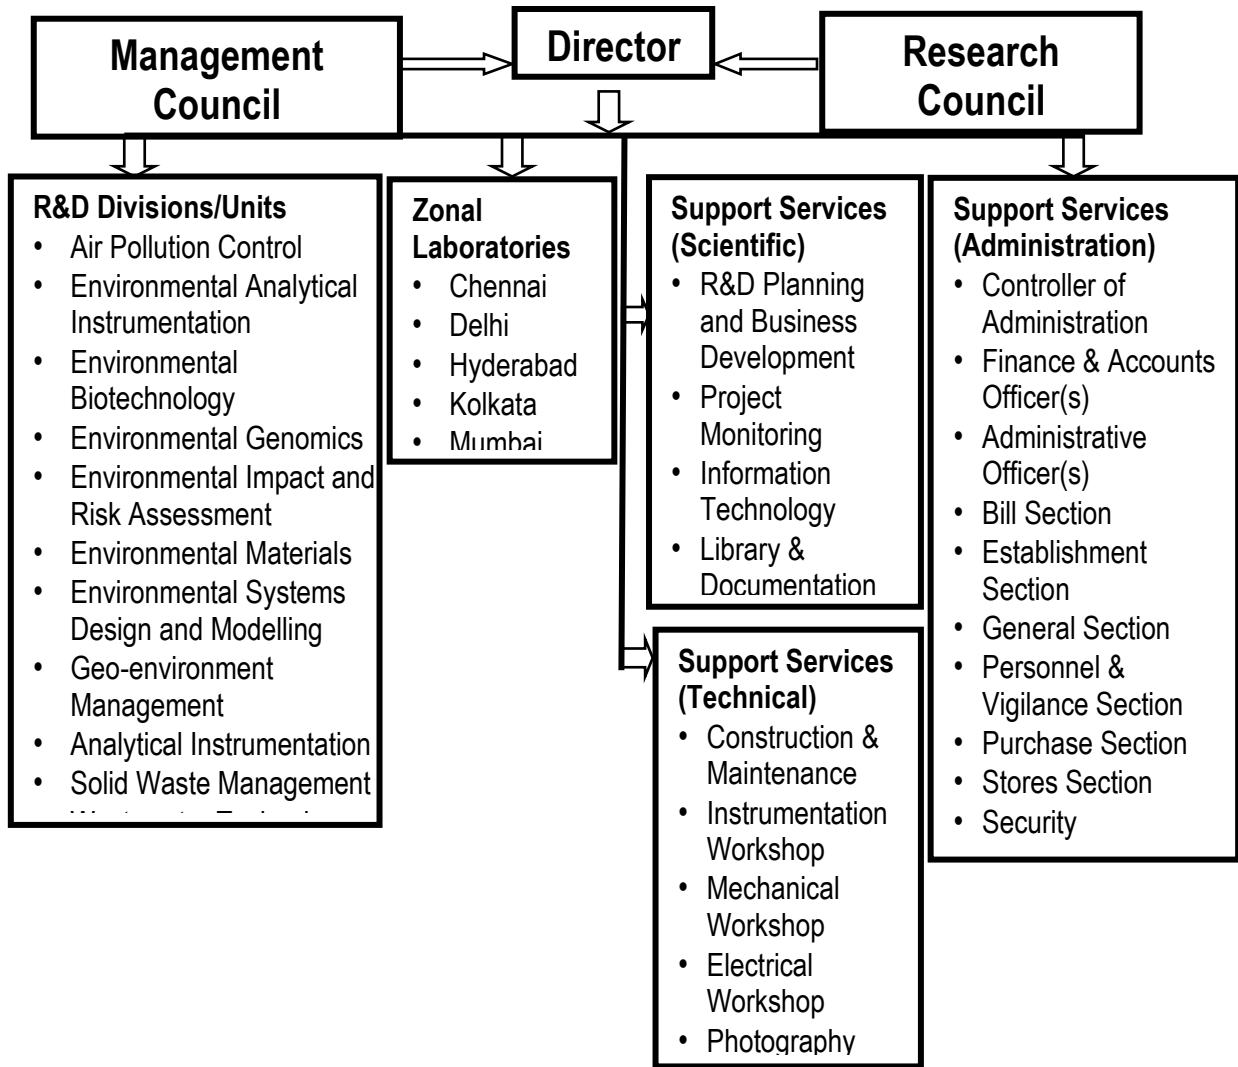 Management
Council
Director
Research
Council
R&D Divisions/Units
• Air Pollution Control
• Environmental Analytical
Instrumentation
• Environmental
Biotechnology
• Environmental Genomics
• Environmental Impact and
Risk Assessment
• Environmental Materials
• Environmental Systems
Design and Modelling
• Geo-environment
Management
• Analytical Instrumentation
• Solid Waste Management
Zonal
Laboratories
• Chennai
• Delhi
• Hyderabad
• Kolkata
• Mumbai
Support Services
(Scientific)
• R&D Planning
and Business
Development
• Project
Monitoring
• Information
Technology
• Library &
Documentation
Support Services
(Technical)
• Construction &
Maintenance
• Instrumentation
Workshop
• Mechanical
Workshop
• Electrical
Workshop
• Photography
Support Services
(Administration)
• Controller of
Administration
• Finance & Accounts
Officer(s)
• Administrative
Officer(s)
• Bill Section
• Establishment
Section
• General Section
• Personnel &
Vigilance Section
• Purchase Section
• Stores Section
• Security